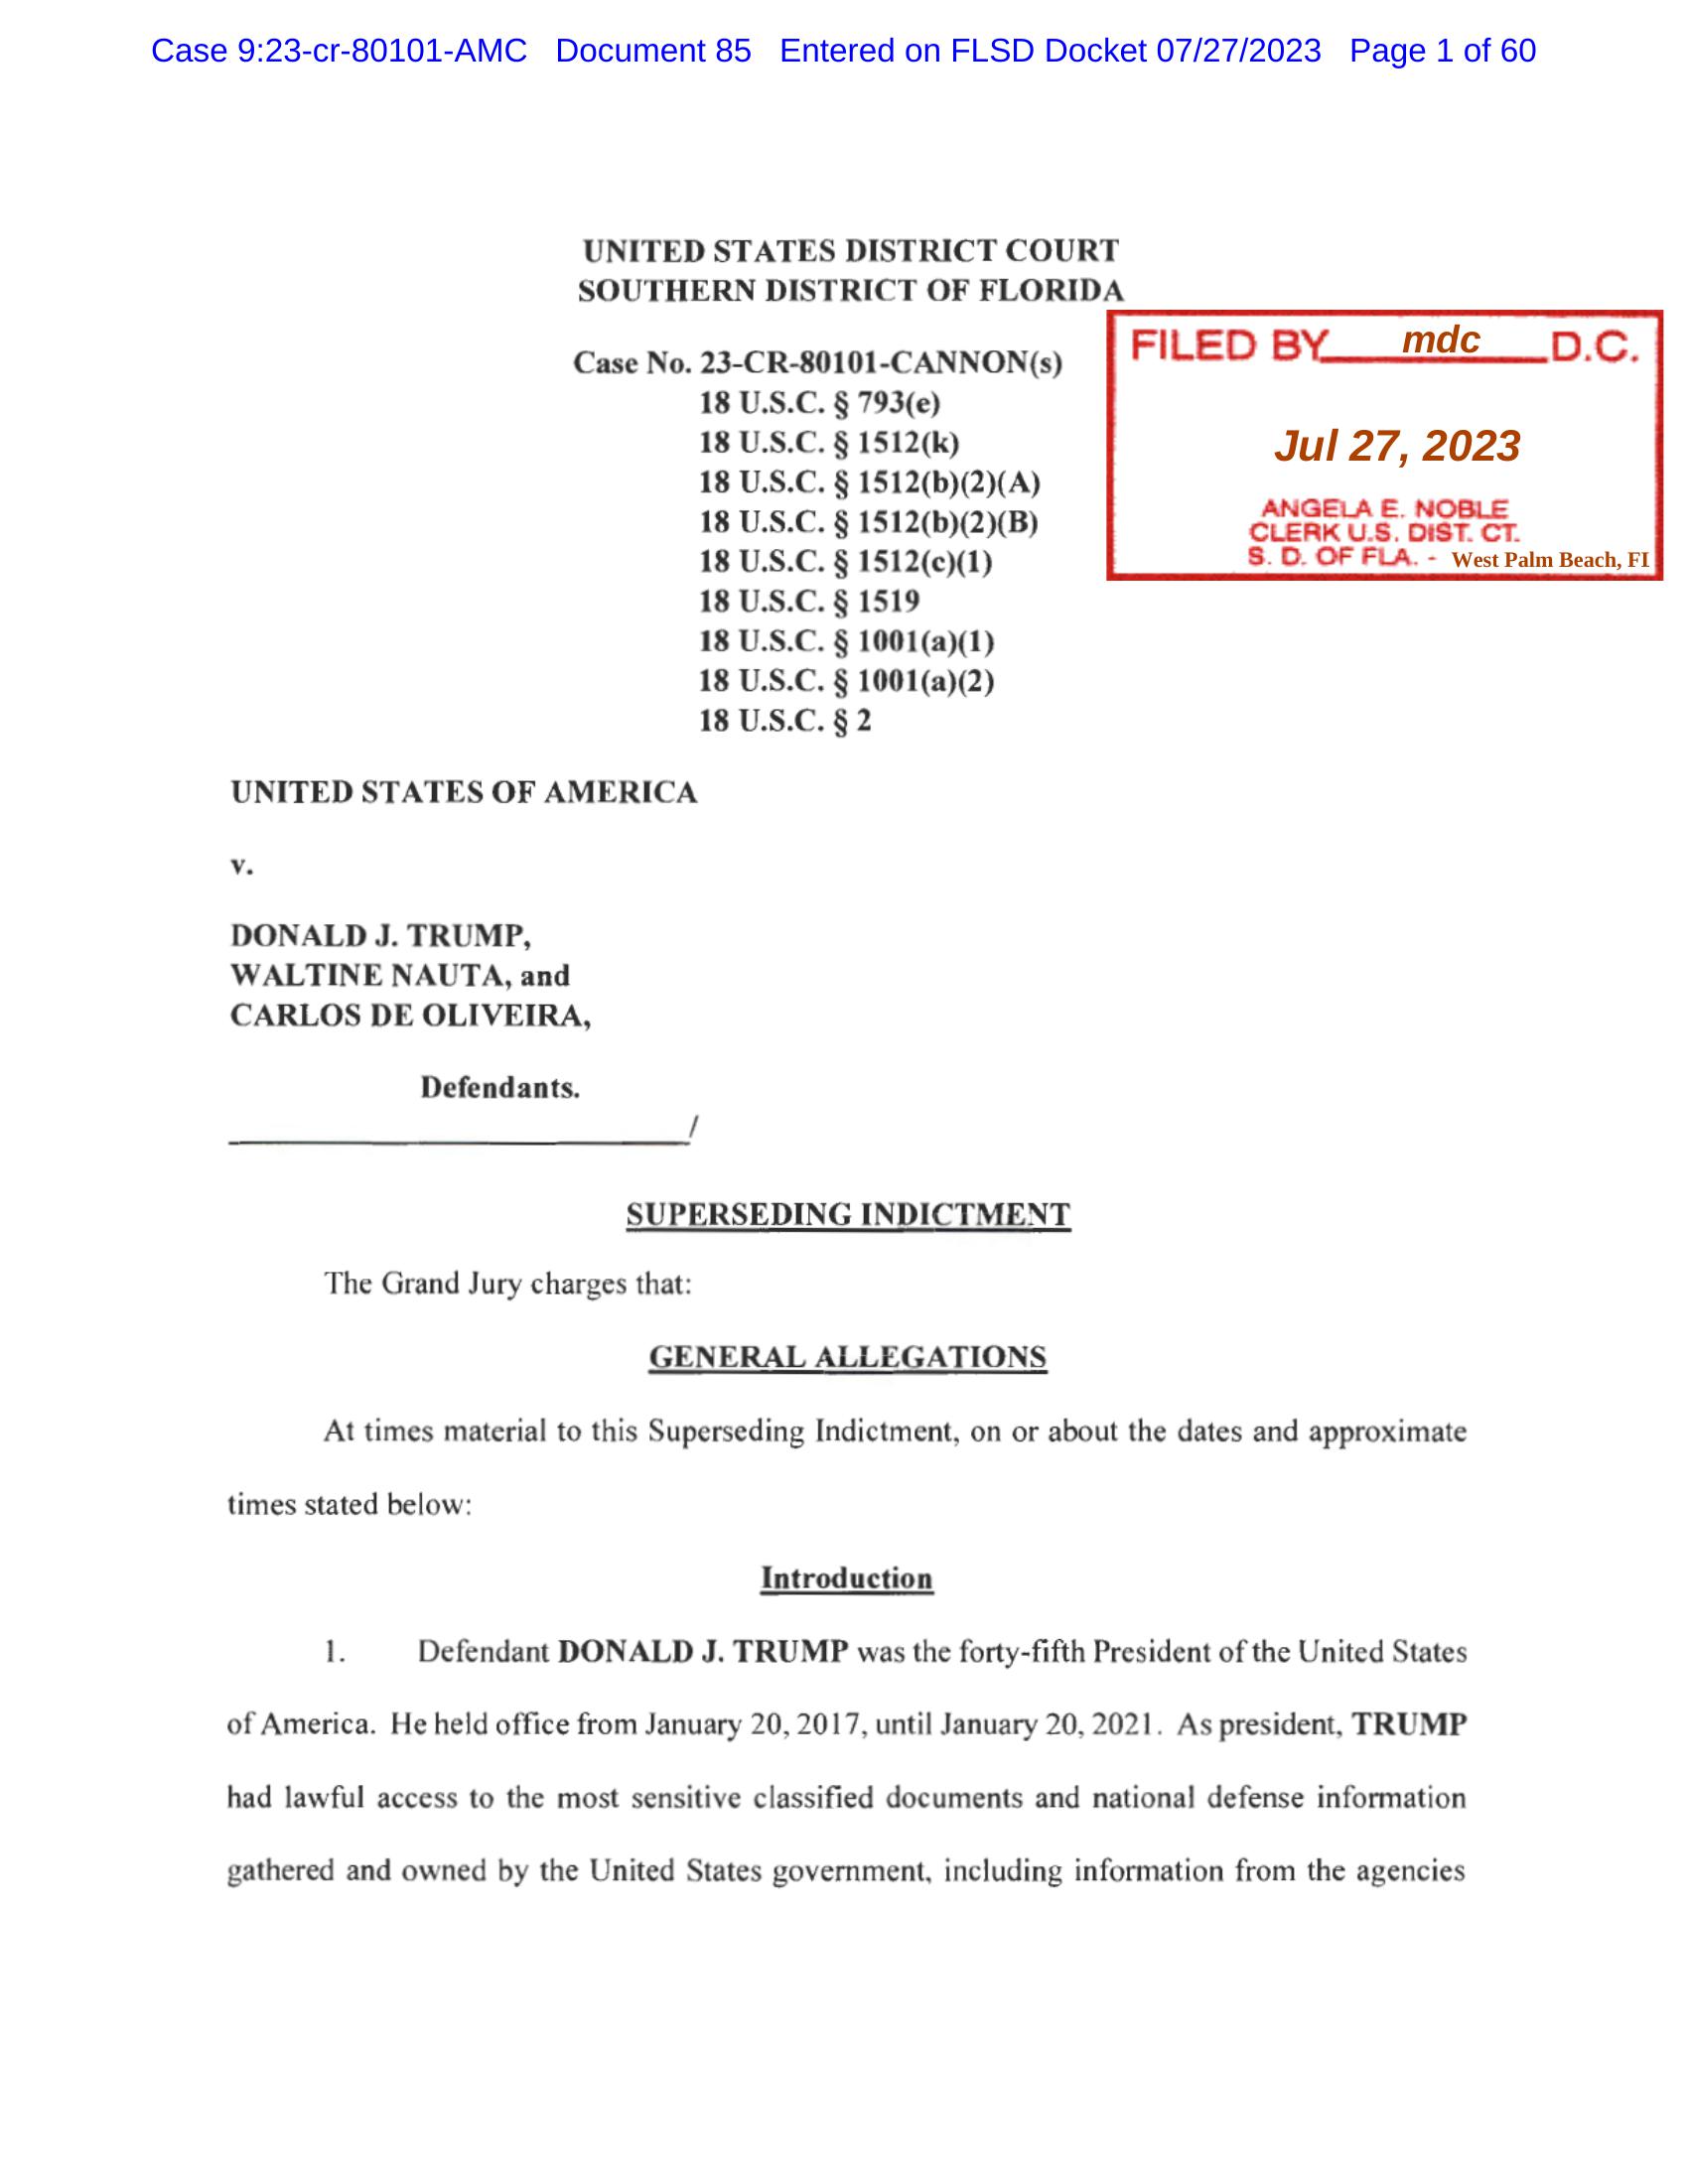 Case 9:23-cr-80101-AMC Document 85 Entered on FLSD Docket 07/27/2023 Page 1 of 60
UNITED STATES DISTRICT COURT
SOUTHERN DISTRICT OF FLORIDA
Case No. 23-CR-80101-CANNON(s)
18 U.S.C. § 793(e)
18 U.S.C. § 1512(k)
18 U.S.C. § 1512(b)(2)(A)
18 U.S.C. § 1512(b)(2)(B)
18 U.S.C. § 1512(c)(1)
18 U.S.C. § 1519
18 U.S.C. § 1001(a)(1)
18 U.S.C. § 1001(a)(2)
18 U.S.C. § 2
FILED BY mdc D.C.
Jul 27, 2023
ANGELA E. NOBLE
CLERK U.S. DIST. CT.
S. D. OF FLA. - West Palm Beach, Fl
UNITED STATES OF AMERICA
v.
DONALD J. TRUMP,
WALTINE NAUTA, and
CARLOS DE OLIVEIRA,
Defendants.
/
SUPERSEDING INDICTMENT
The Grand Jury charges that:
GENERAL ALLEGATIONS
At times material to this Superseding Indictment, on or about the dates and approximate
times stated below:
Introduction
1. Defendant DONALD J. TRUMP was the forty-fifth President of the United States
of America. He held office from January 20, 2017, until January 20, 2021. As president, TRUMP
had lawful access to the most sensitive classified documents and national defense information
gathered and owned by the United States government, including information from the agencies